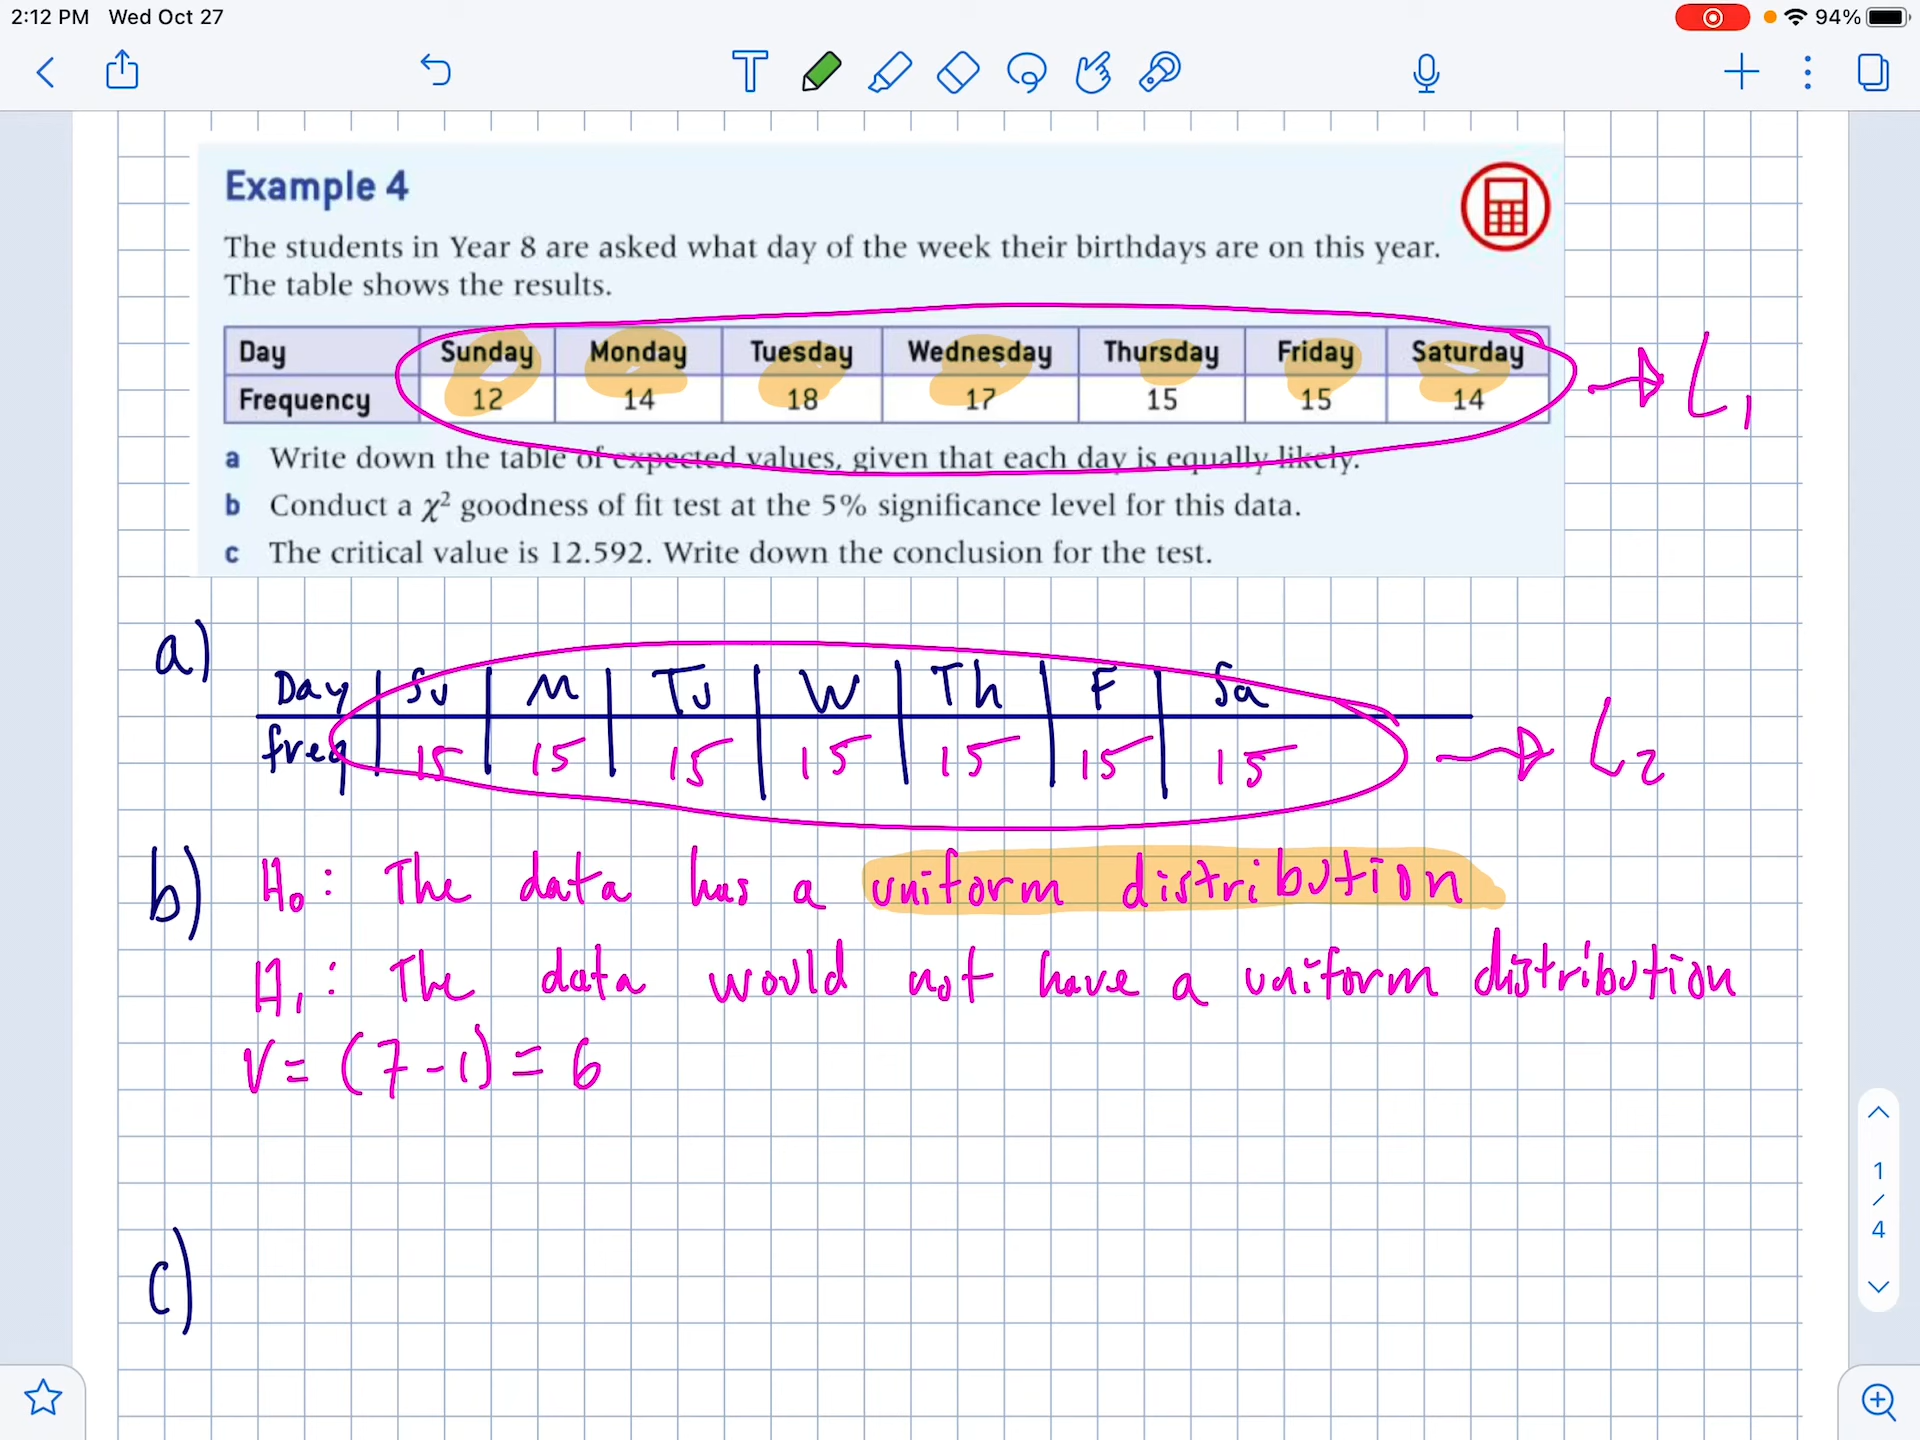 2:12 PM Wed Oct 27 94%
Example 4
The students in Year 8 are asked what day of the week their birthdays are on this year.
The table shows the results.
Day Sunday Monday Tuesday Wednesday Thursday Friday Saturday
Frequency 12 14 18 17 15 15 14
→ L₁
a Write down the table of expected values, given that each day is equally likely.
b Conduct a χ² goodness of fit test at the 5% significance level for this data.
c The critical value is 12.592. Write down the conclusion for the test.
a)
Day Su M Tu W Th F Sa
freq 15 15 15 15 15 15 15
→ L₂
b) H₀: The data has a uniform distribution
H₁: The data would not have a uniform distribution
V = (7-1) = 6
c)
1
/
4